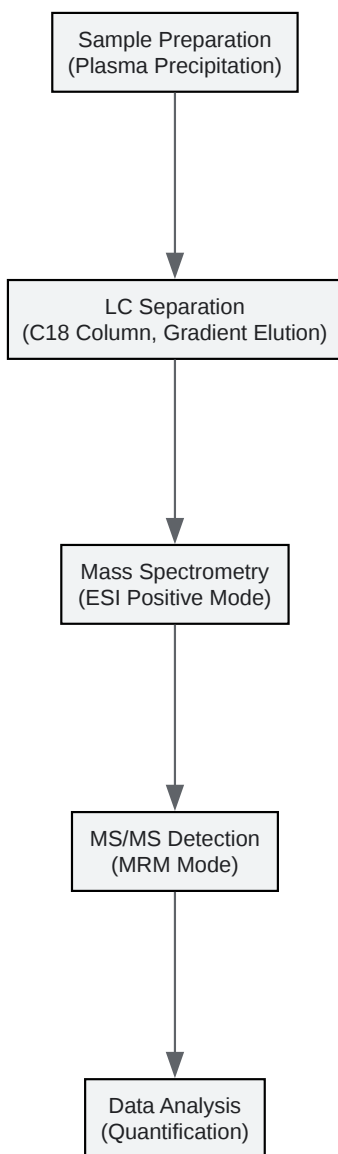 Sample Preparation
(Plasma Precipitation)
LC Separation
(C18 Column, Gradient Elution)
Mass Spectrometry
(ESI Positive Mode)
MS/MS Detection
(MRM Mode)
Data Analysis
(Quantification)